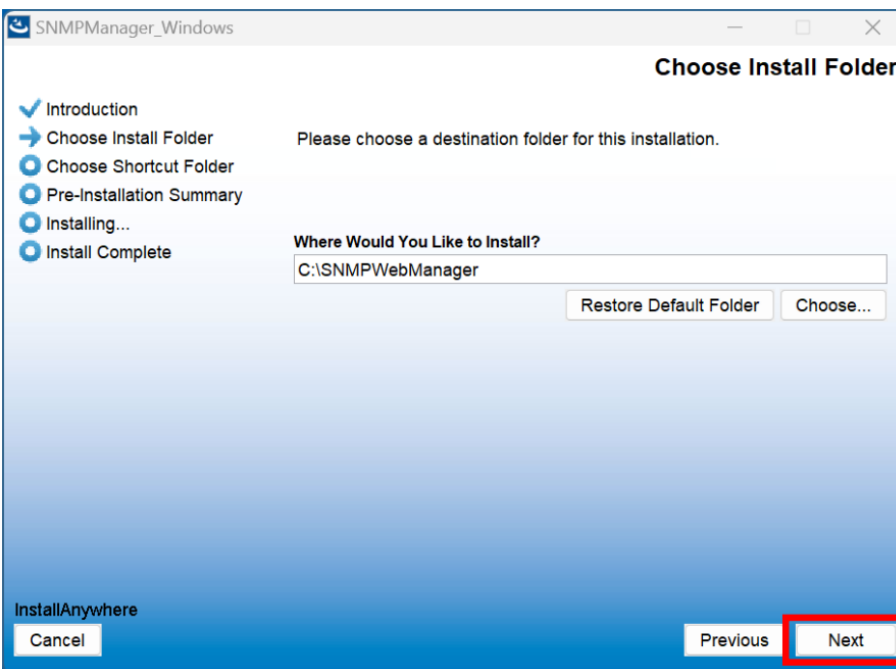 SNMPManager_Windows
Choose Install Folder
Introduction
Choose Install Folder
Choose Shortcut Folder
Pre-Installation Summary
Installing...
Install Complete
Please choose a destination folder for this installation.
Where Would You Like to Install?
C:\SNMPWebManager
Restore Default Folder
Choose...
InstallAnywhere
Cancel
Previous
Next